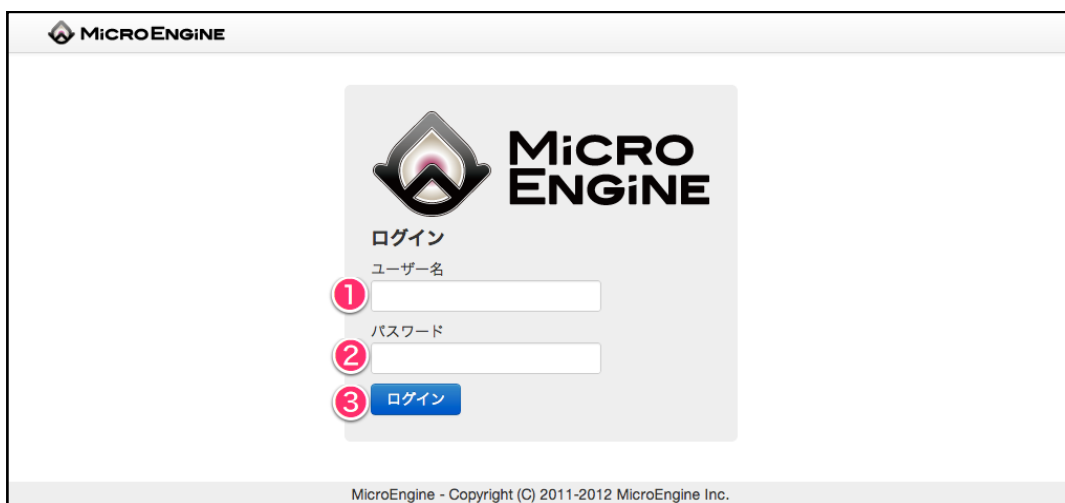 MiCROENGiNE
MiCRO
ENGiNE
ログイン
ユーザー名
1
パスワード
2
3 ログイン
MicroEngine - Copyright (C) 2011-2012 MicroEngine Inc.